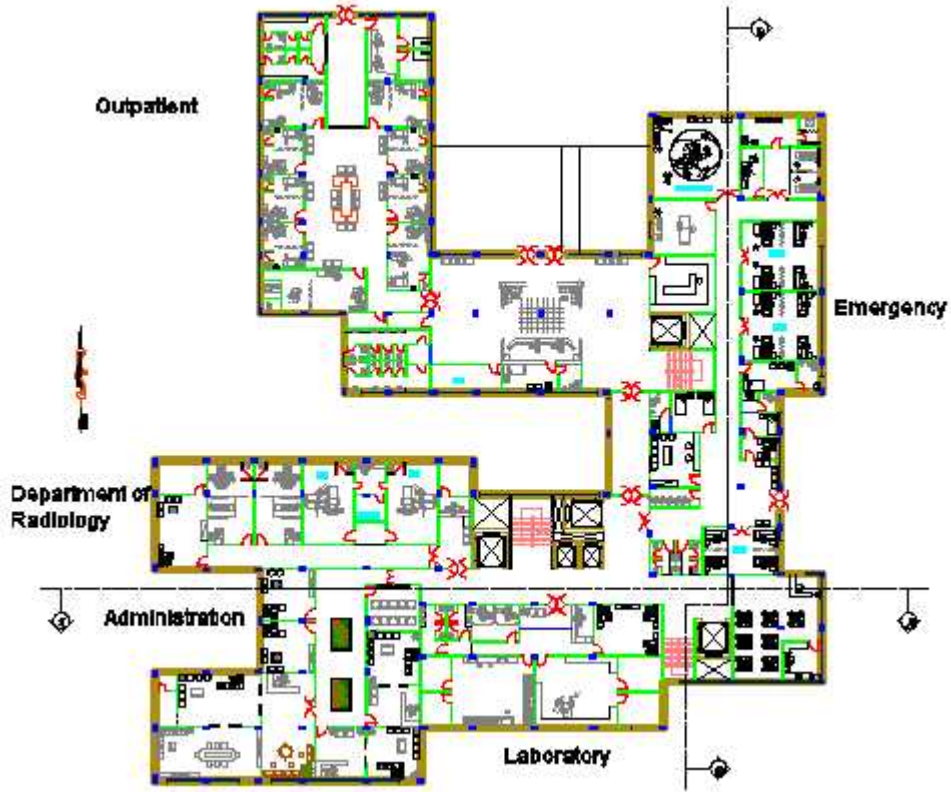 Outpatient
Emergency
Department of
Radiology
Administration
Laboratory